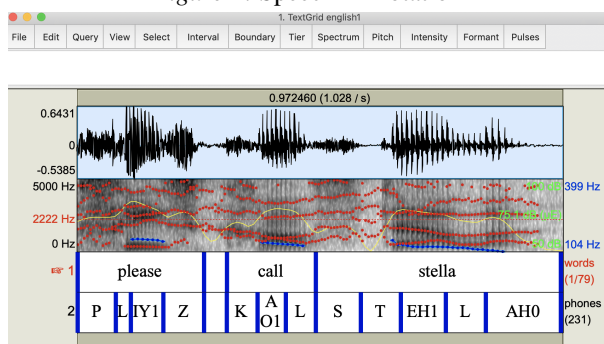 1. TextGrid english1
File Edit Query View Select Interval Boundary Tier Spectrum Pitch Intensity Formant Pulses
0.972460 (1.028 / s)
0.6431
0
-0.5385
5000 Hz
399 Hz
2222 Hz
0 Hz
104 Hz
1 please call stella words
(1/79)
2 P L IY1 Z K AO1 L S T EH1 L AH0 phones
(231)